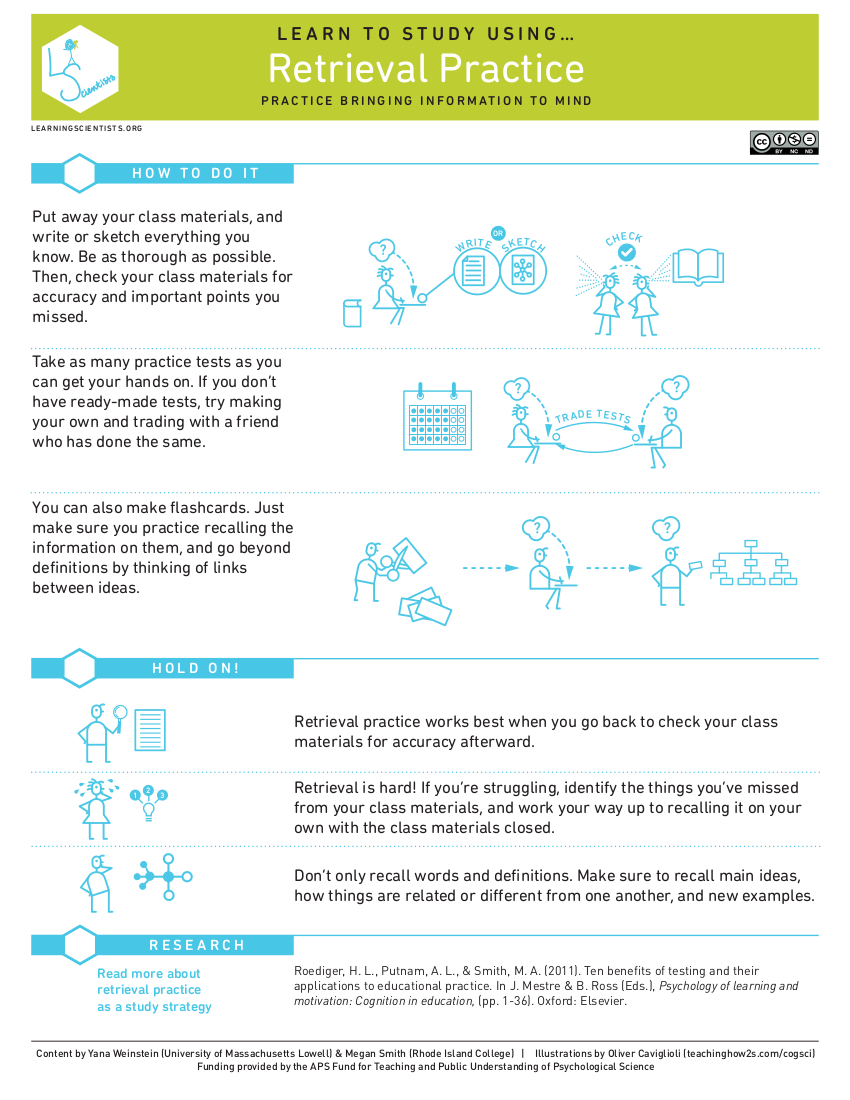 LEARN TO STUDY USING…
Retrieval Practice
PRACTICE BRINGING INFORMATION TO MIND
LS
cientists
LEARNINGSCIENTISTS.ORG
cc
BY NC ND
HOW TO DO IT
Put away your class materials, and
write or sketch everything you
know. Be as thorough as possible.
Then, check your class materials for
accuracy and important points you
missed.
?
WRITE OR SKETCH
CHECK
Take as many practice tests as you
can get your hands on. If you don’t
have ready-made tests, try making
your own and trading with a friend
who has done the same.
?
TRADE TESTS
?
You can also make flashcards. Just
make sure you practice recalling the
information on them, and go beyond
definitions by thinking of links
between ideas.
?
?
HOLD ON!
Retrieval practice works best when you go back to check your class
materials for accuracy afterward.
1 2 3
Retrieval is hard! If you’re struggling, identify the things you’ve missed
from your class materials, and work your way up to recalling it on your
own with the class materials closed.
Don’t only recall words and definitions. Make sure to recall main ideas,
how things are related or different from one another, and new examples.
RESEARCH
Read more about
retrieval practice
as a study strategy
Roediger, H. L., Putnam, A. L., & Smith, M. A. (2011). Ten benefits of testing and their
applications to educational practice. In J. Mestre & B. Ross (Eds.), Psychology of learning and
motivation: Cognition in education, (pp. 1-36). Oxford: Elsevier.
Content by Yana Weinstein (University of Massachusetts Lowell) & Megan Smith (Rhode Island College) | Illustrations by Oliver Caviglioli (teachinghow2s.com/cogsci)
Funding provided by the APS Fund for Teaching and Public Understanding of Psychological Science